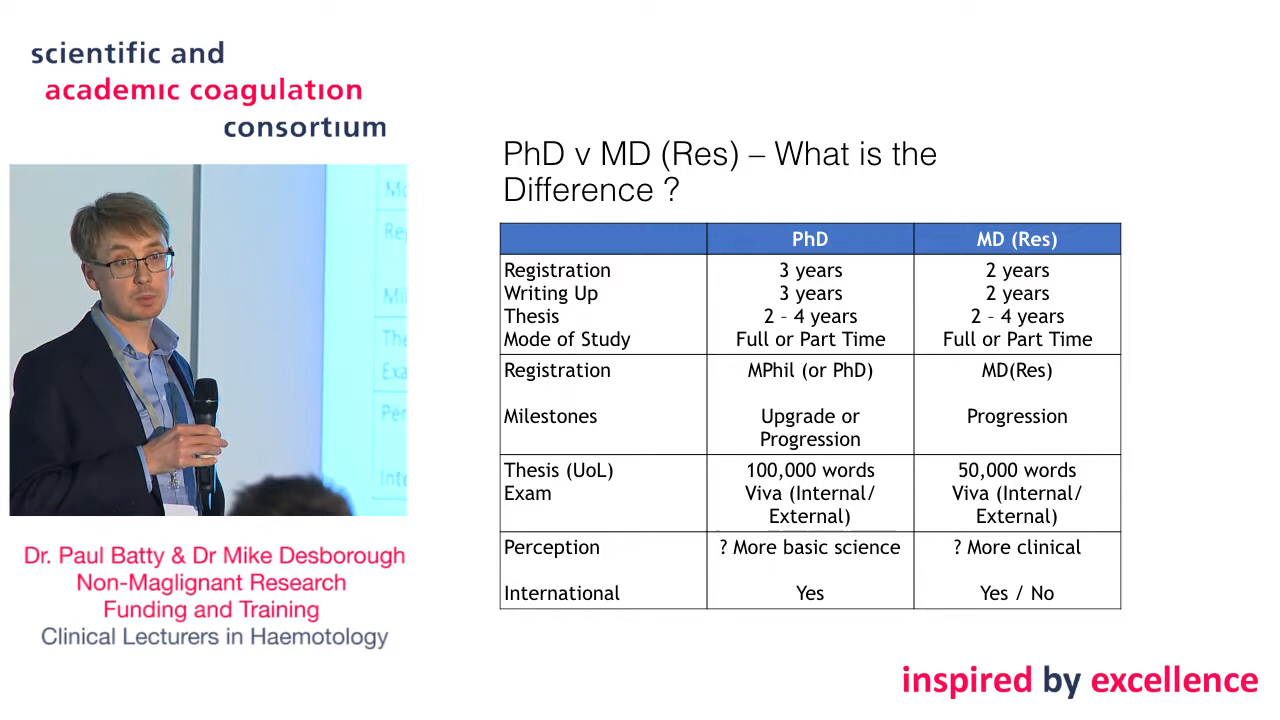 scientific and
academic coagulation
consortium
PhD v MD (Res) – What is the
Difference ?
PhD MD (Res)
Registration 3 years 2 years
Writing Up 3 years 2 years
Thesis 2 – 4 years 2 – 4 years
Mode of Study Full or Part Time Full or Part Time
Registration MPhil (or PhD) MD(Res)
Milestones Upgrade or Progression
Progression
Thesis (UoL) 100,000 words 50,000 words
Exam Viva (Internal/ Viva (Internal/
External) External)
Perception ? More basic science ? More clinical
International Yes Yes / No
Dr. Paul Batty & Dr Mike Desborough
Non-Maglignant Research
Funding and Training
Clinical Lecturers in Haemotology
inspired by excellence